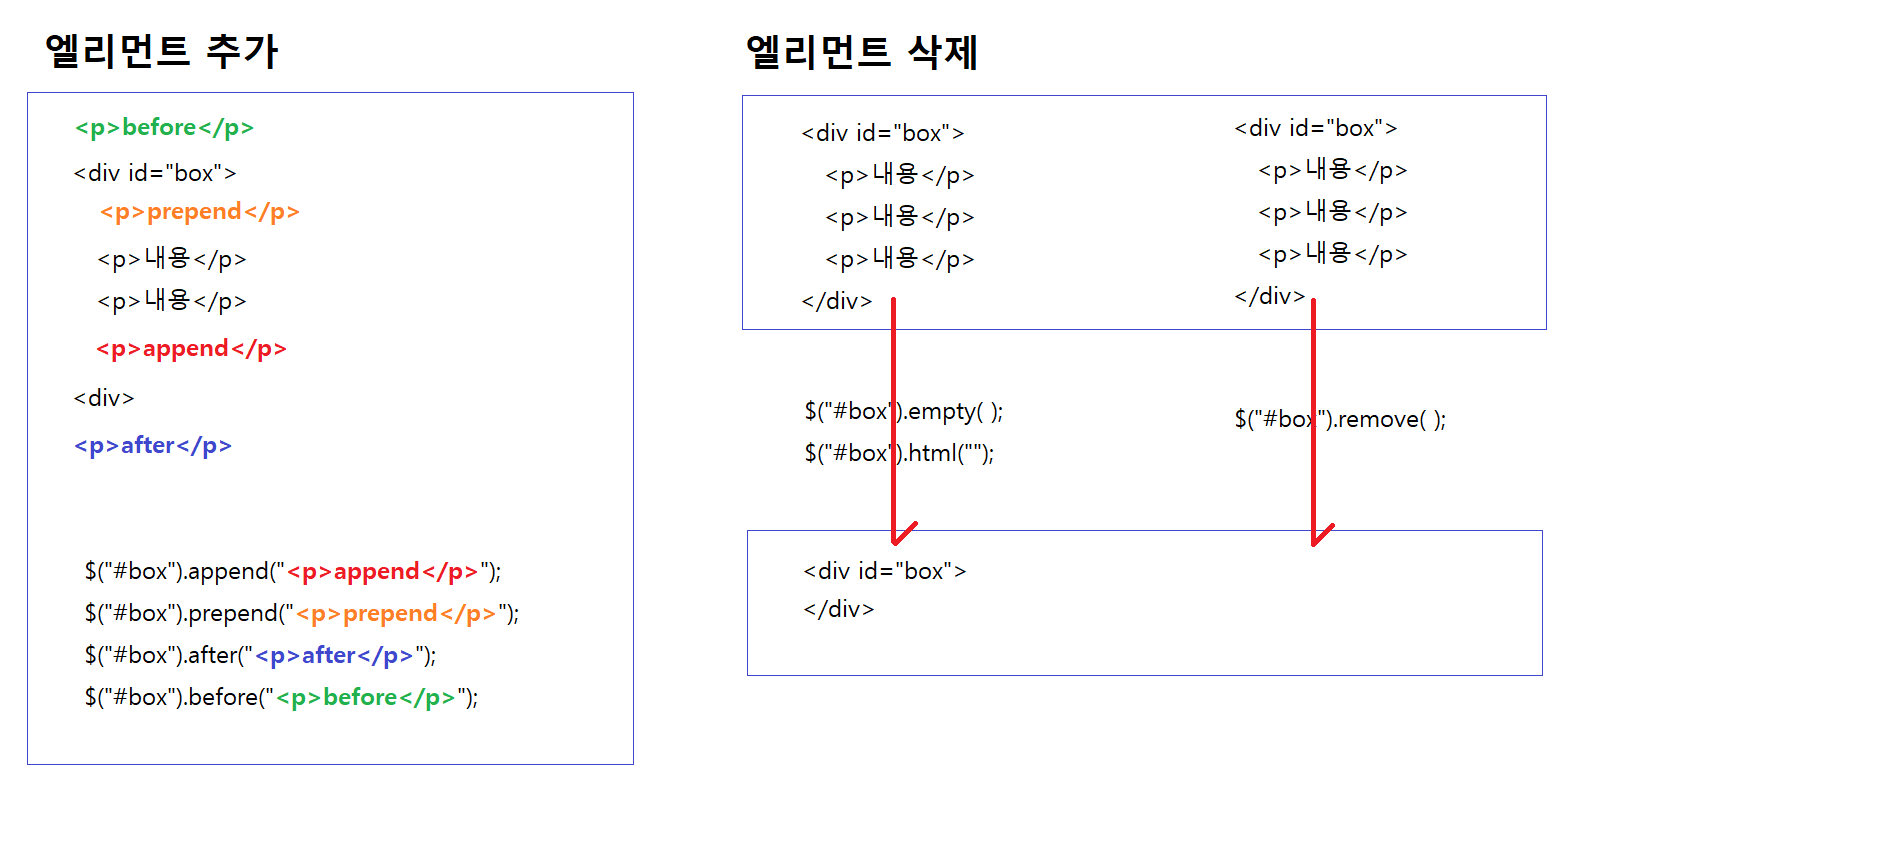 엘리먼트 추가
<p>before</p>
<div id="box">
<p>prepend</p>
<p>내용</p>
<p>내용</p>
<p>append</p>
<div>
<p>after</p>
$("#box").append("<p>append</p>");
$("#box").prepend("<p>prepend</p>");
$("#box").after("<p>after</p>");
$("#box").before("<p>before</p>");
엘리먼트 삭제
<div id="box">
<p>내용</p>
<p>내용</p>
<p>내용</p>
</div>
$("#box").empty( );
$("#box").html("");
<div id="box">
</div>
<div id="box">
<p>내용</p>
<p>내용</p>
<p>내용</p>
</div>
$("#box").remove( );